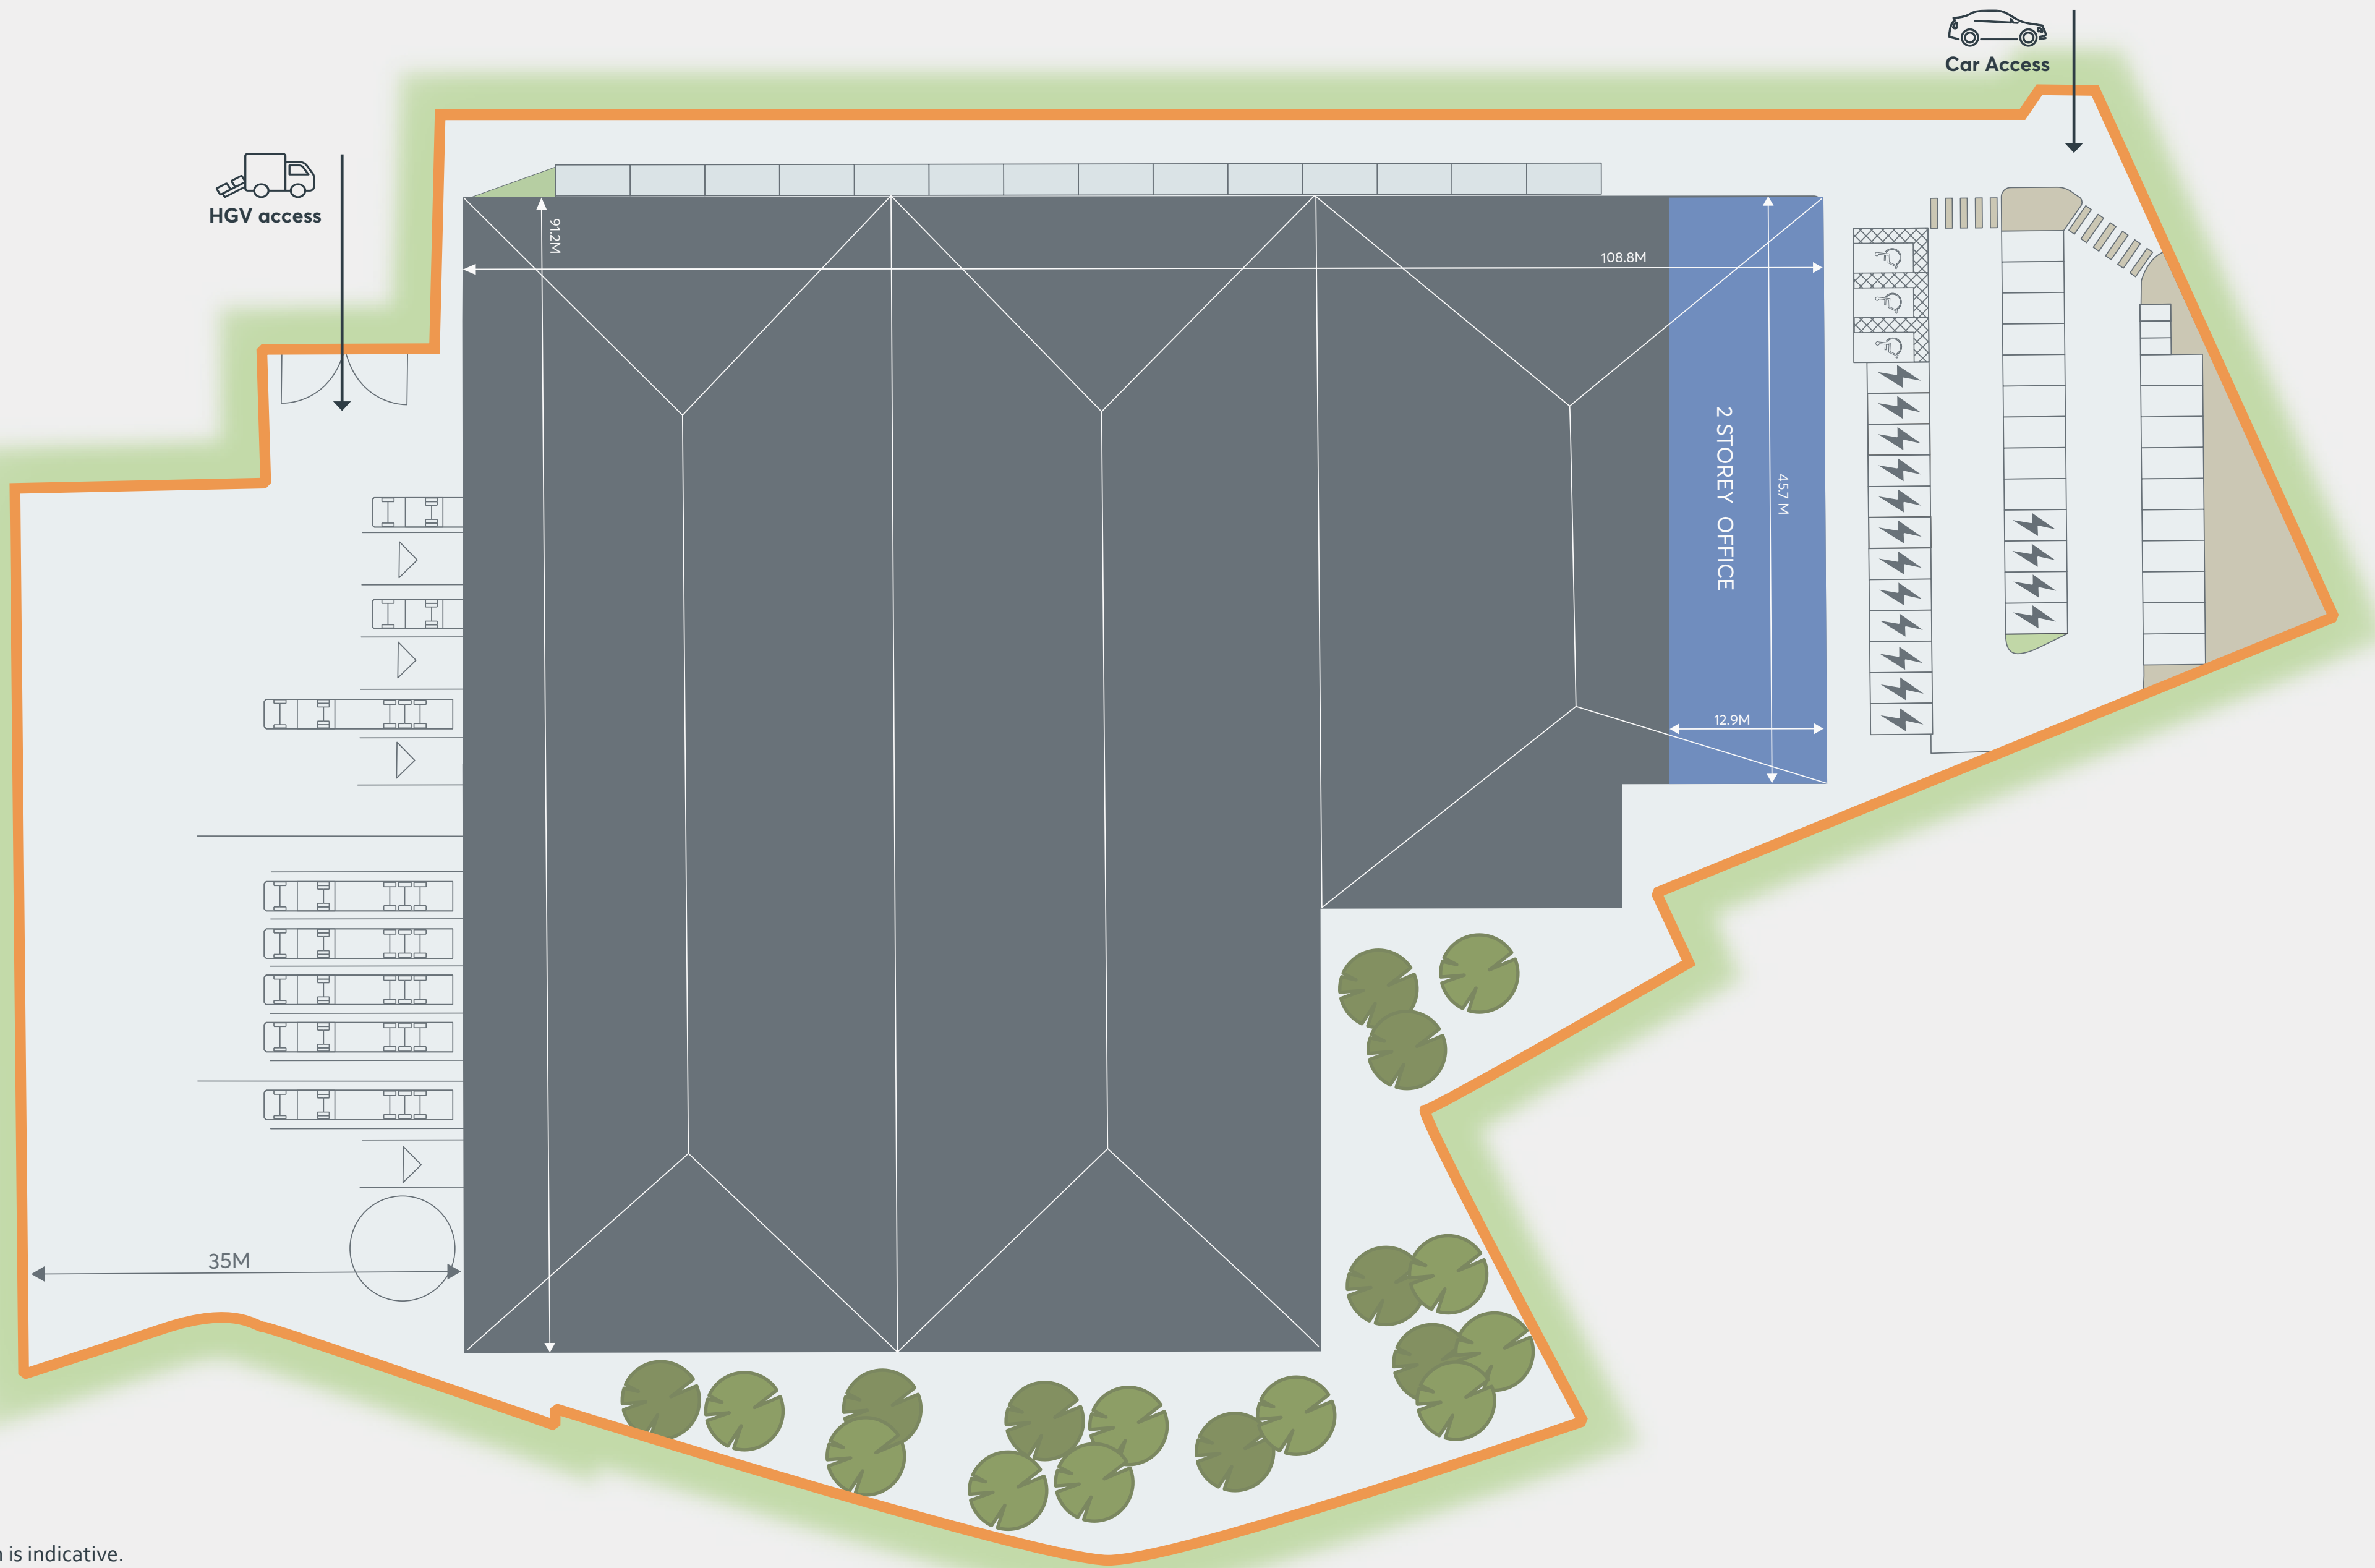 Car Access
HGV access
91.2M
108.8M
2 STOREY OFFICE
45.7 M
12.9M
35M
is indicative.